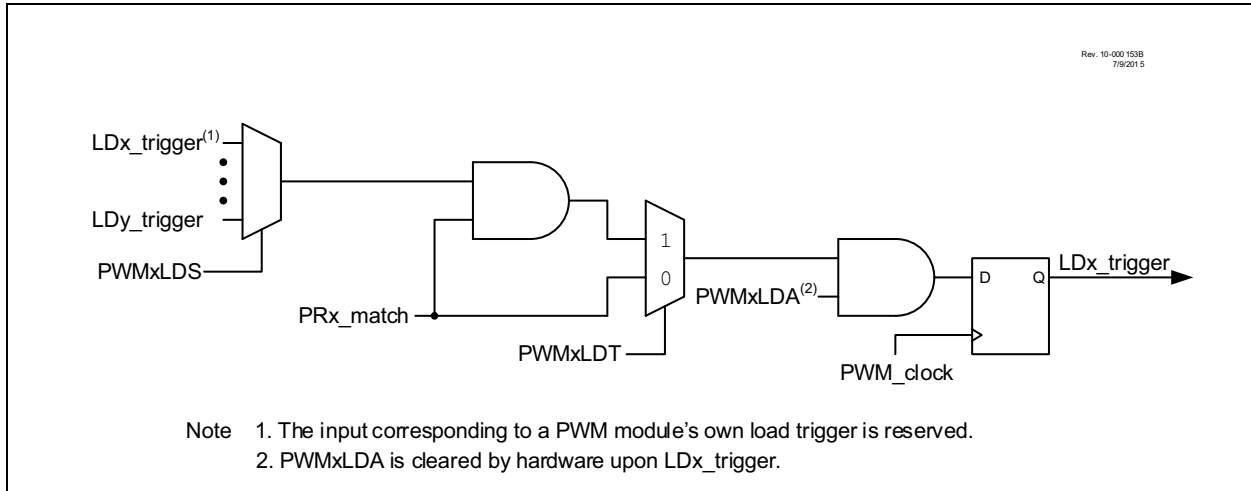 Rev. 10-000 153B
7/9/201 5
LDx_trigger(1)
LDy_trigger
PWMxLDS
PRx_match
1
0
PWMxLDT
PWMxLDA(2)
D
Q
LDx_trigger
PWM_clock
Note 1. The input corresponding to a PWM module's own load trigger is reserved.
2. PWMxLDA is cleared by hardware upon LDx_trigger.